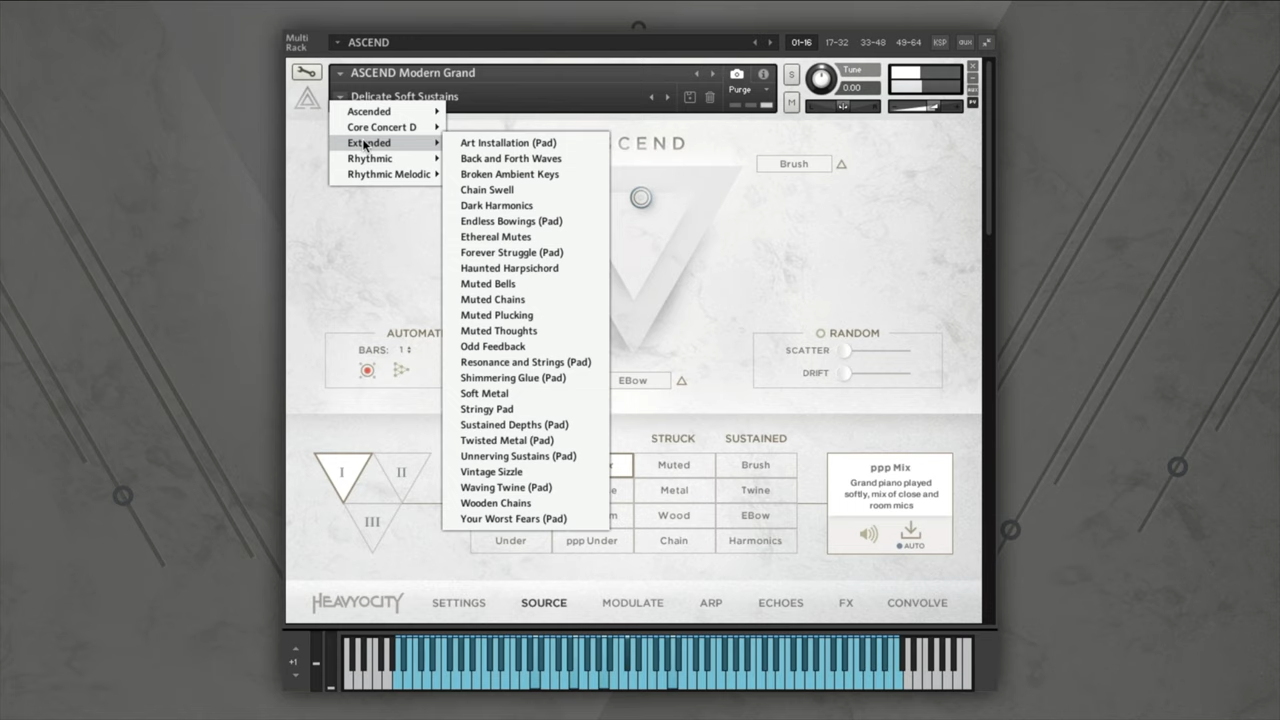 Multi
Rack
ASCEND
01-16
17-32
33-48
49-64
KSP
AUX
ASCEND Modern Grand
Delicate Soft Sustains
Purge
S
M
Tune
0.00
Ascended
Core Concert D
Extended
Rhythmic
Rhythmic Melodic
Art Installation (Pad)
Back and Forth Waves
Broken Ambient Keys
Chain Swell
Dark Harmonics
Endless Bowings (Pad)
Ethereal Mutes
Forever Struggle (Pad)
Haunted Harpsichord
Muted Bells
Muted Chains
Muted Plucking
Muted Thoughts
Odd Feedback
Resonance and Strings (Pad)
Shimmering Glue (Pad)
Soft Metal
Stringy Pad
Sustained Depths (Pad)
Twisted Metal (Pad)
Unnerving Sustains (Pad)
Vintage Sizzle
Waving Twine (Pad)
Wooden Chains
Your Worst Fears (Pad)
SCEND
Brush
AUTOMAT
BARS: 1
EBow
RANDOM
SCATTER
DRIFT
I
II
III
STRUCK
SUSTAINED
r
Muted
Brush
e
Metal
Twine
m
Wood
EBow
Under
ppp Under
Chain
Harmonics
ppp Mix
Grand piano played
softly, mix of close and
room mics
AUTO
HEAVYOCITY
SETTINGS
SOURCE
MODULATE
ARP
ECHOES
FX
CONVOLVE
+1